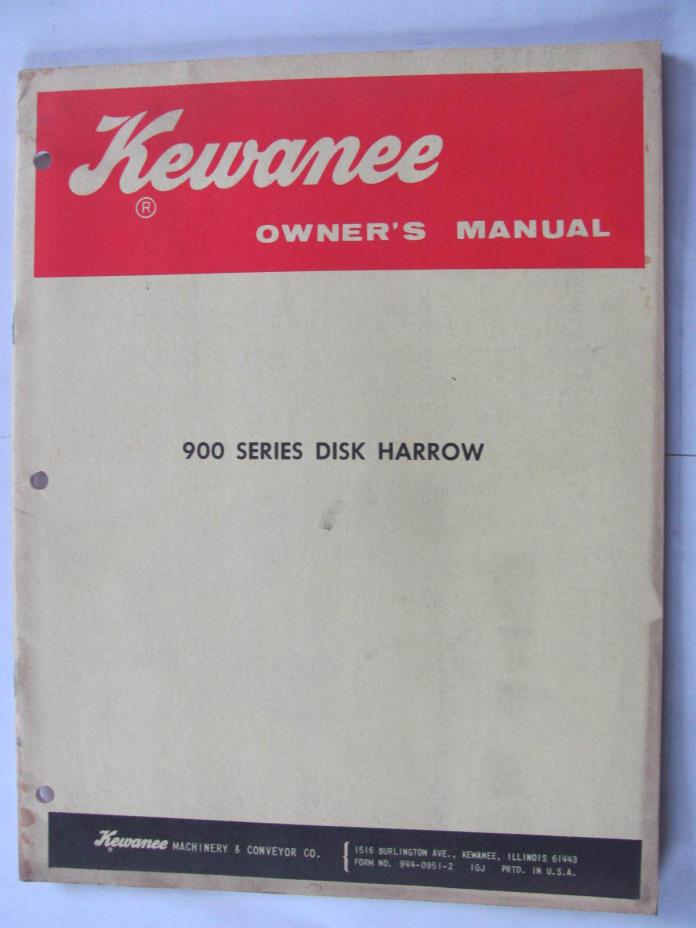 Kewanee
®
OWNER'S MANUAL
900 SERIES DISK HARROW
Kewanee® MACHINERY & CONVEYOR CO.
1516 BURLINGTON AVE., KEWANEE, ILLINOIS 61443
FORM NO. 944-0951-2 IGJ PRTD. IN U.S.A.